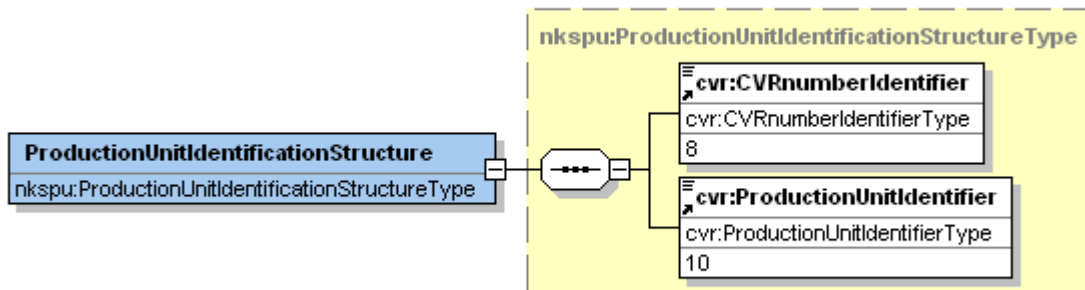 nkspu:ProductionUnitIdentificationStructureType
cvr:CVRnumberIdentifier
cvr:CVRnumberIdentifierType
8
ProductionUnitIdentificationStructure
nkspu:ProductionUnitIdentificationStructureType
cvr:ProductionUnitIdentifier
cvr:ProductionUnitIdentifierType
10